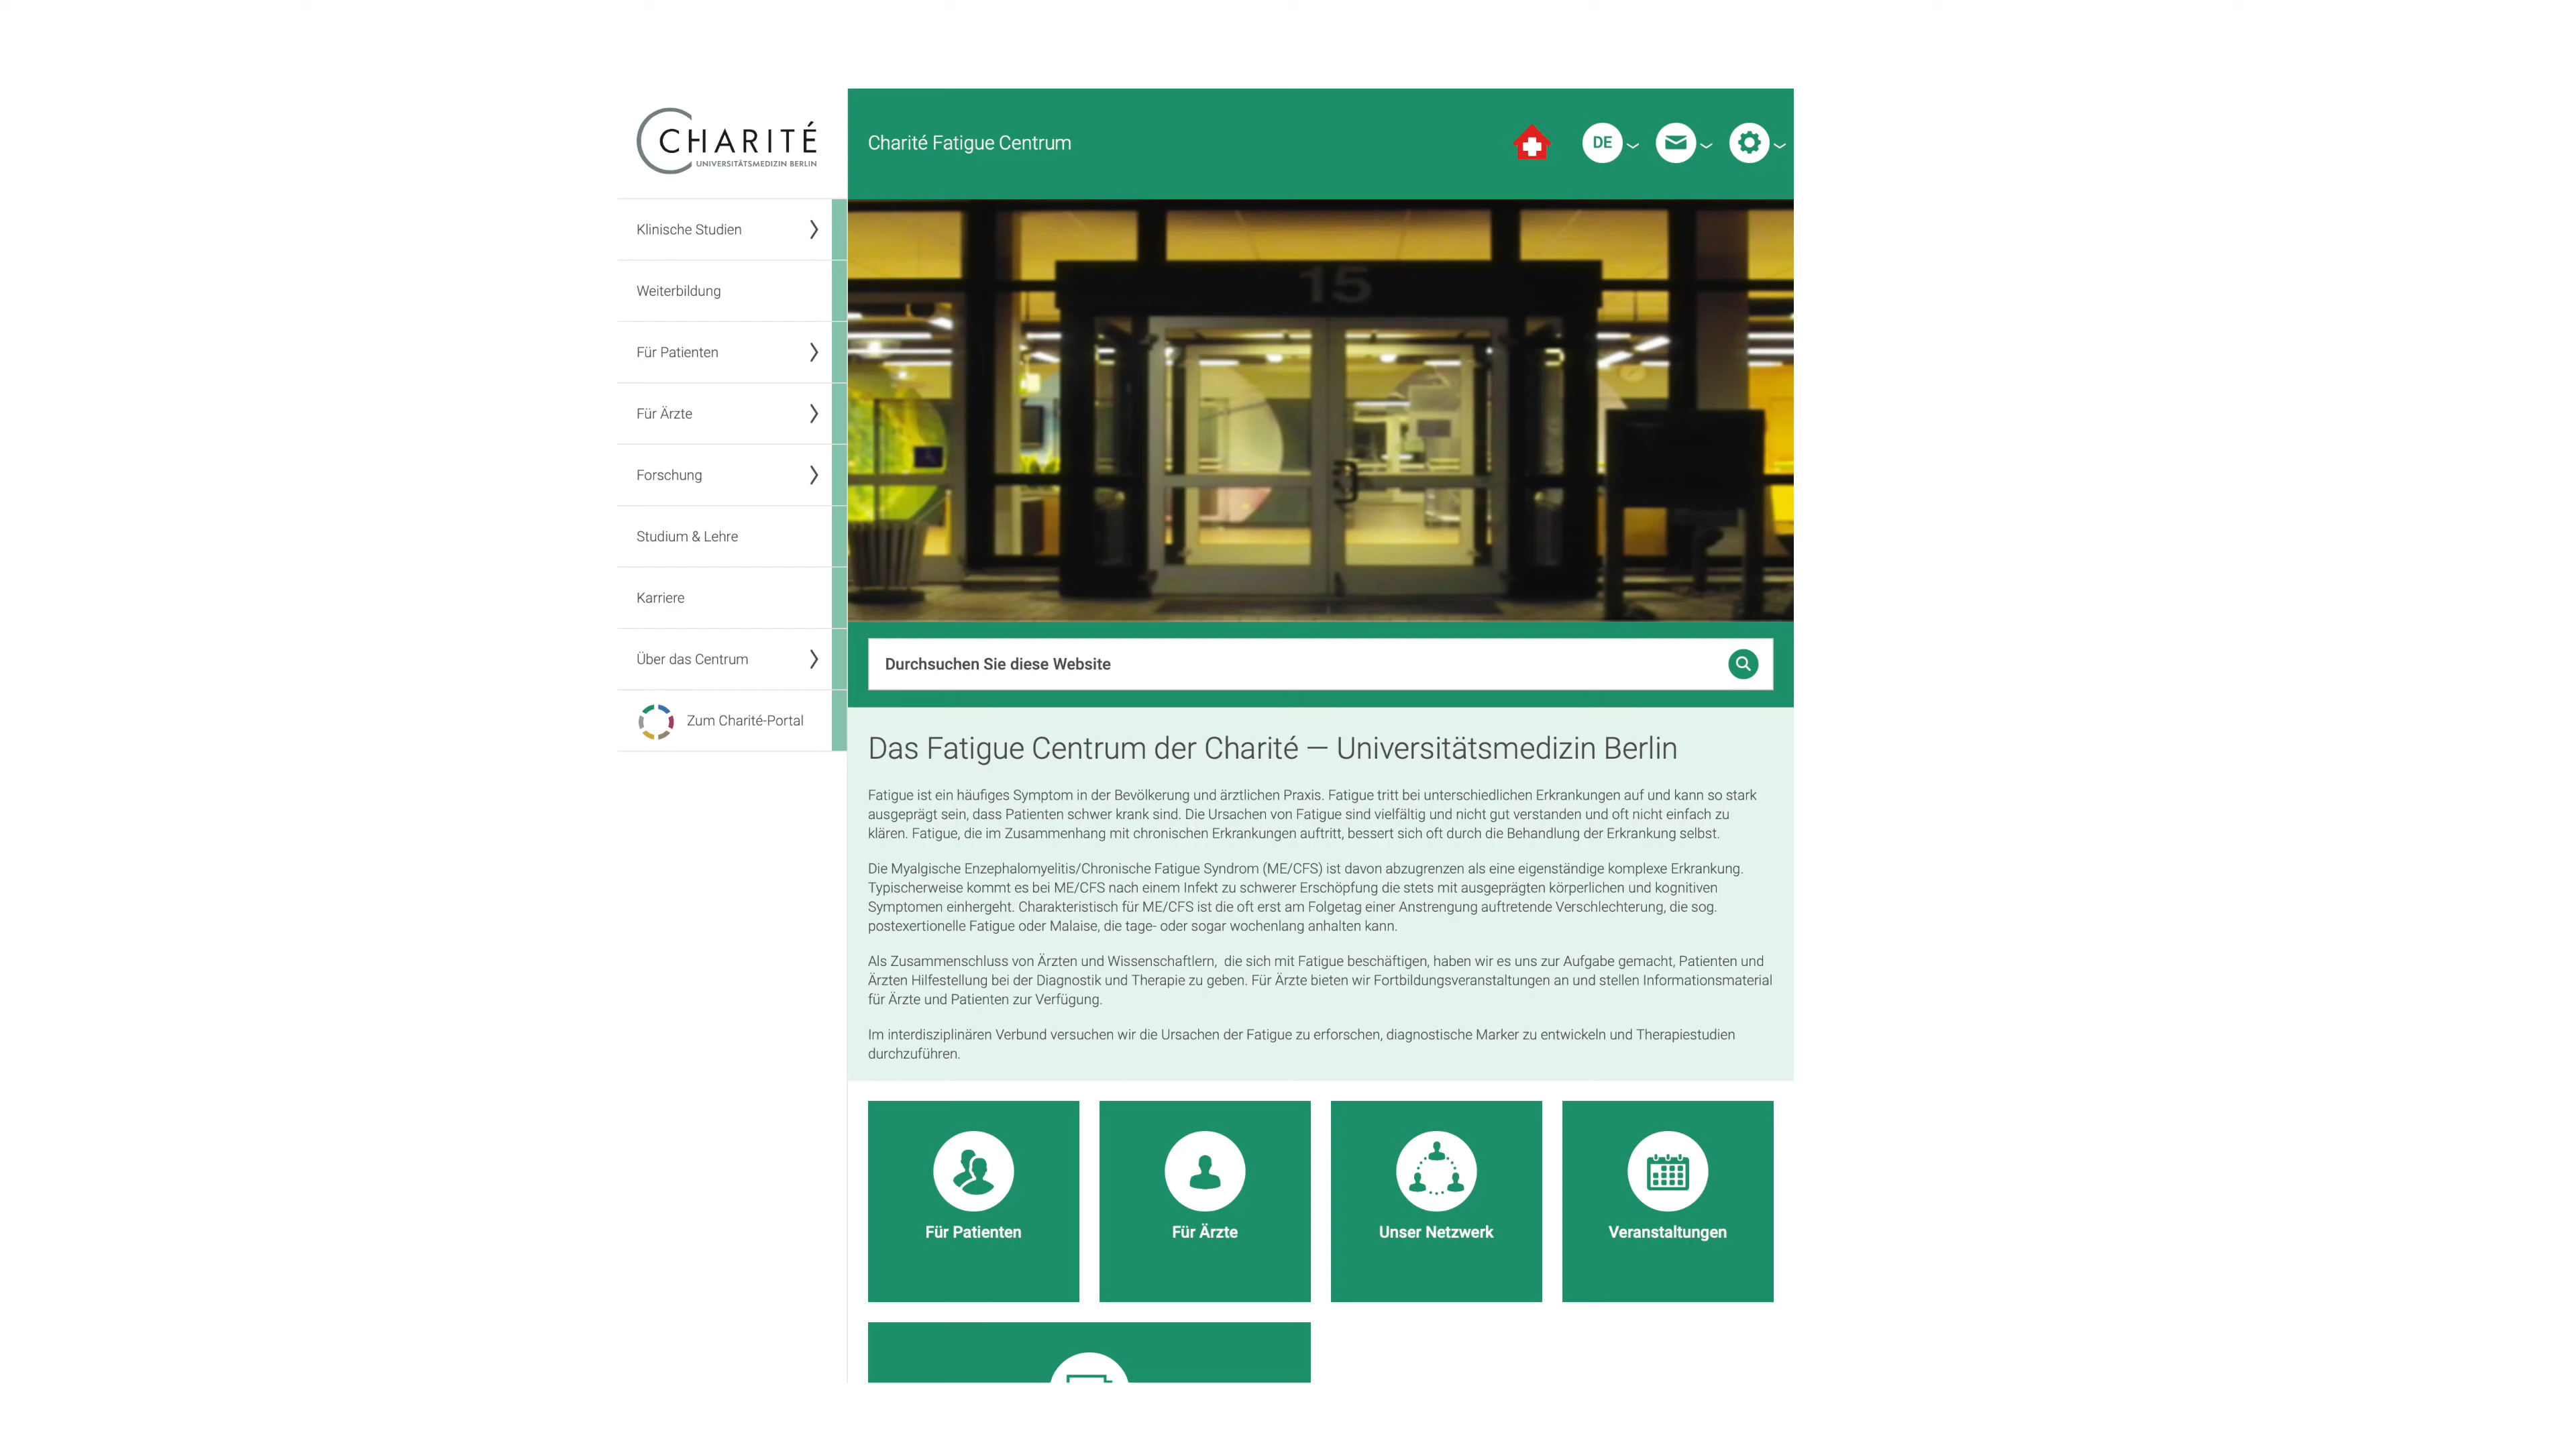 CHARITÉ
UNIVERSITÄTSMEDIZIN BERLIN
Charité Fatigue Centrum
DE
Klinische Studien
Weiterbildung
Für Patienten
Für Ärzte
Forschung
Studium & Lehre
Karriere
Über das Centrum
Zum Charité-Portal
15
Durchsuchen Sie diese Website
Das Fatigue Centrum der Charité — Universitätsmedizin Berlin
Fatigue ist ein häufiges Symptom in der Bevölkerung und ärztlichen Praxis. Fatigue tritt bei unterschiedlichen Erkrankungen auf und kann so stark
ausgeprägt sein, dass Patienten schwer krank sind. Die Ursachen von Fatigue sind vielfältig und nicht gut verstanden und oft nicht einfach zu
klären. Fatigue, die im Zusammenhang mit chronischen Erkrankungen auftritt, bessert sich oft durch die Behandlung der Erkrankung selbst.
Die Myalgische Enzephalomyelitis/Chronische Fatigue Syndrom (ME/CFS) ist davon abzugrenzen als eine eigenständige komplexe Erkrankung.
Typischerweise kommt es bei ME/CFS nach einem Infekt zu schwerer Erschöpfung die stets mit ausgeprägten körperlichen und kognitiven
Symptomen einhergeht. Charakteristisch für ME/CFS ist die oft erst am Folgetag einer Anstrengung auftretende Verschlechterung, die sog.
postexertionelle Fatigue oder Malaise, die tage- oder sogar wochenlang anhalten kann.
Als Zusammenschluss von Ärzten und Wissenschaftlern, die sich mit Fatigue beschäftigen, haben wir es uns zur Aufgabe gemacht, Patienten und
Ärzten Hilfestellung bei der Diagnostik und Therapie zu geben. Für Ärzte bieten wir Fortbildungsveranstaltungen an und stellen Informationsmaterial
für Ärzte und Patienten zur Verfügung.
Im interdisziplinären Verbund versuchen wir die Ursachen der Fatigue zu erforschen, diagnostische Marker zu entwickeln und Therapiestudien
durchzuführen.
Für Patienten
Für Ärzte
Unser Netzwerk
Veranstaltungen